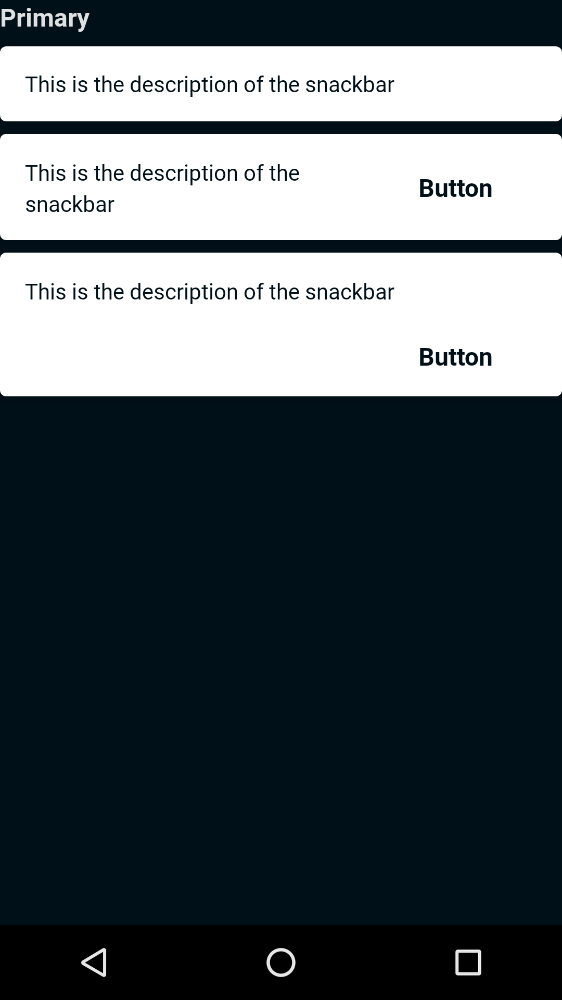 Primary
This is the description of the snackbar
This is the description of the
snackbar
Button
This is the description of the snackbar
Button